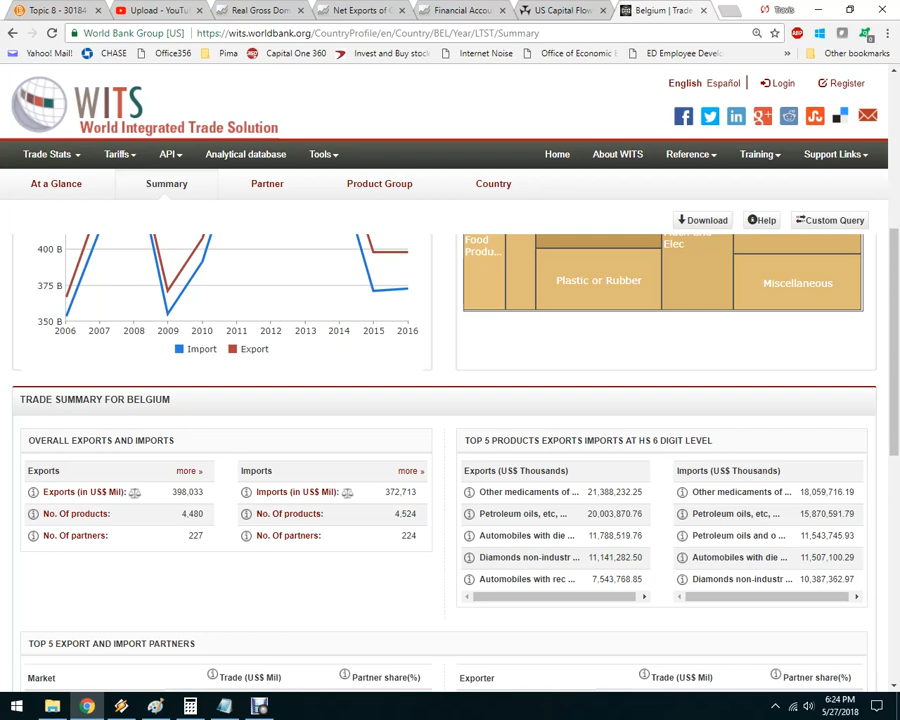 Topic 8 - 30184
Upload - YouTu
Real Gross Dom
Net Exports of G
Financial Accou
US Capital Flow
Belgium | Trade
Travis
World Bank Group [US] | https://wits.worldbank.org/CountryProfile/en/Country/BEL/Year/LTST/Summary
Yahoo! Mail! CHASE Office356 Pima Capital One 360 Invest and Buy stock Internet Noise Office of Economic ED Employee Devel » Other bookmarks
English Español Login Register
WITS
World Integrated Trade Solution
Trade Stats Tariffs API Analytical database Tools Home About WITS Reference Training Support Links
At a Glance Summary Partner Product Group Country
Download Help Custom Query
400 B
375 B
350 B
2006 2007 2008 2009 2010 2011 2012 2013 2014 2015 2016
Import Export
Food
Produ...
Elec
Plastic or Rubber
Miscellaneous
TRADE SUMMARY FOR BELGIUM
OVERALL EXPORTS AND IMPORTS
Exports more » Imports more »
Exports (in US$ Mil): 398,033 Imports (in US$ Mil): 372,713
No. Of products: 4,480 No. Of products: 4,524
No. Of partners: 227 No. Of partners: 224
TOP 5 PRODUCTS EXPORTS IMPORTS AT HS 6 DIGIT LEVEL
Exports (US$ Thousands) Imports (US$ Thousands)
Other medicaments of ... 21,388,232.25 Other medicaments of ... 18,059,716.19
Petroleum oils, etc, ... 20,003,870.76 Petroleum oils, etc, ... 15,870,591.79
Automobiles with die ... 11,788,519.76 Petroleum oils and o ... 11,543,745.93
Diamonds non-industr ... 11,141,282.50 Automobiles with die ... 11,507,100.29
Automobiles with rec ... 7,543,768.85 Diamonds non-industr ... 10,387,362.97
TOP 5 EXPORT AND IMPORT PARTNERS
Market Trade (US$ Mil) Partner share(%) Exporter Trade (US$ Mil) Partner share(%)
6:24 PM
5/27/2018